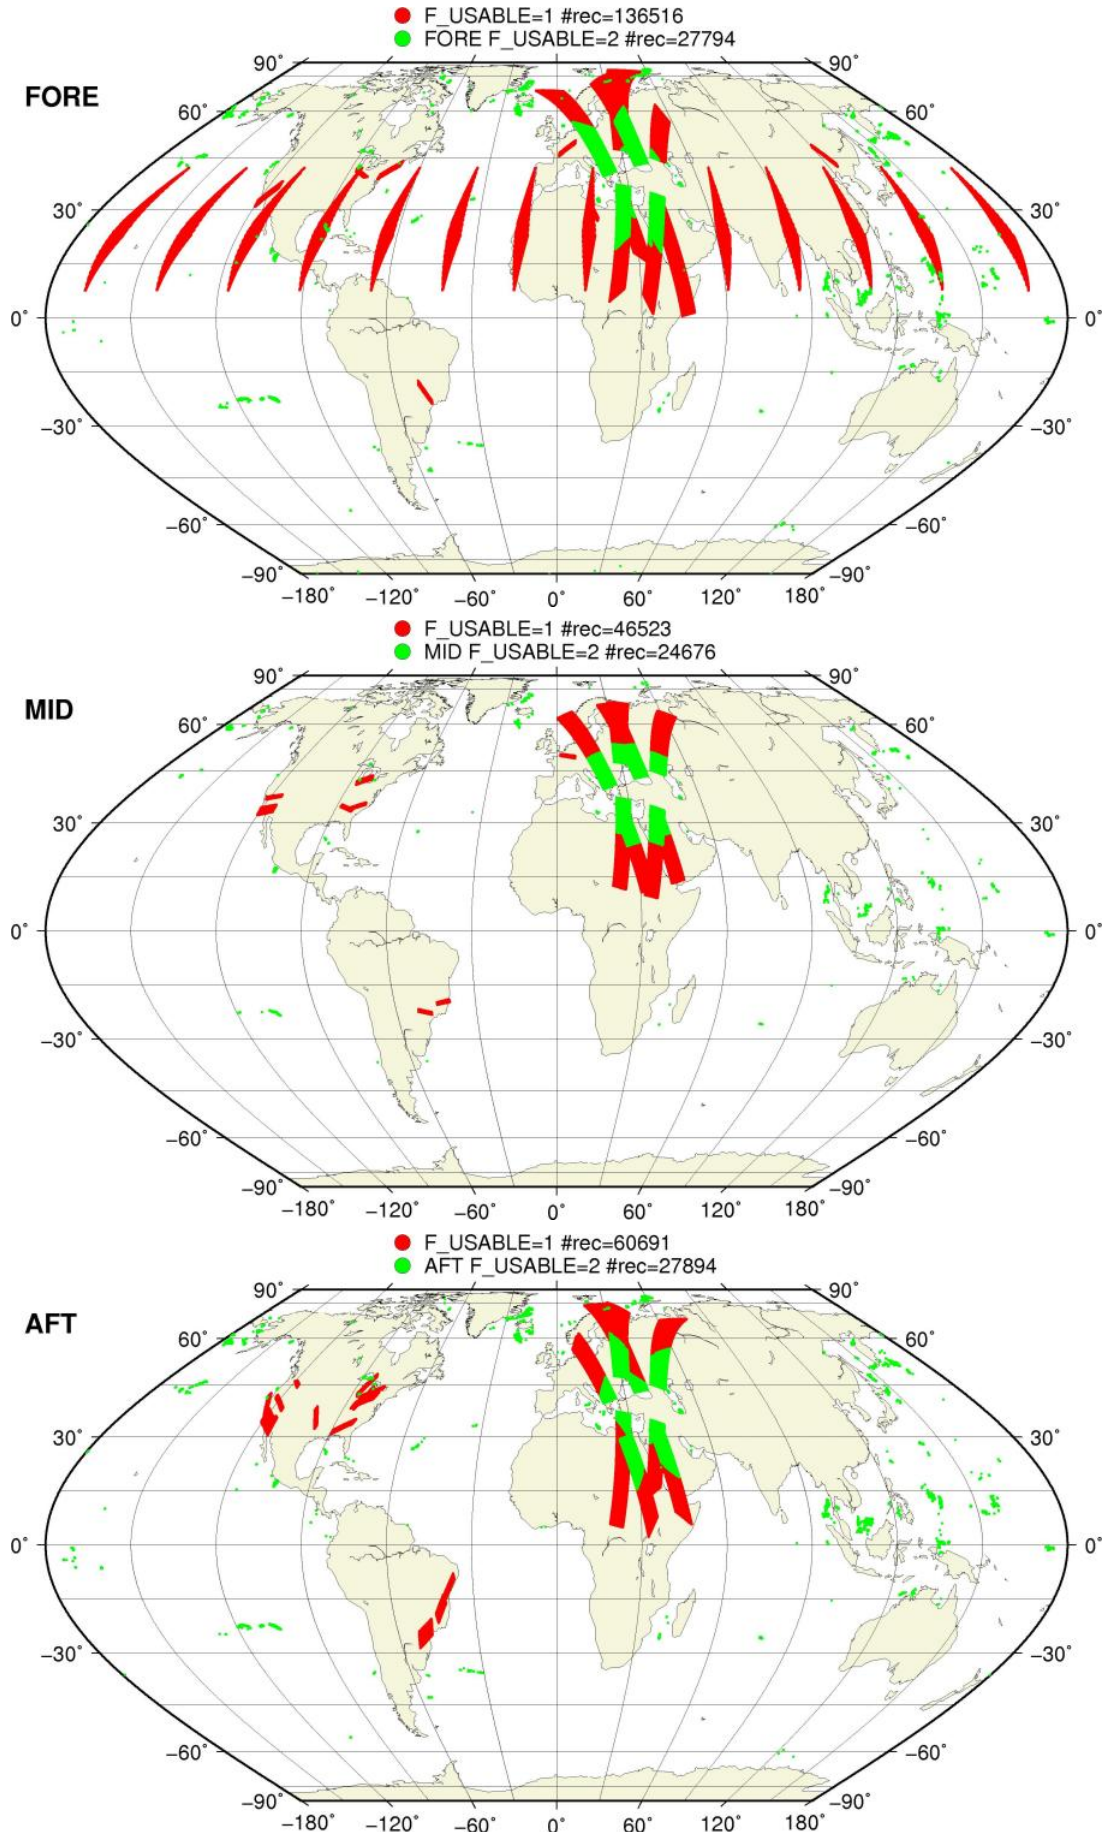 F_USABLE=1 #rec=136516
FORE F_USABLE=2 #rec=27794
FORE
90° 90°
60° 60°
30° 30°
0° 0°
−30° −30°
−60° −60°
−90° −90°
−180° −120° −60° 0° 60° 120° 180°
F_USABLE=1 #rec=46523
MID F_USABLE=2 #rec=24676
MID
90° 90°
60° 60°
30° 30°
0° 0°
−30° −30°
−60° −60°
−90° −90°
−180° −120° −60° 0° 60° 120° 180°
F_USABLE=1 #rec=60691
AFT F_USABLE=2 #rec=27894
AFT
90° 90°
60° 60°
30° 30°
0° 0°
−30° −30°
−60° −60°
−90° −90°
−180° −120° −60° 0° 60° 120° 180°